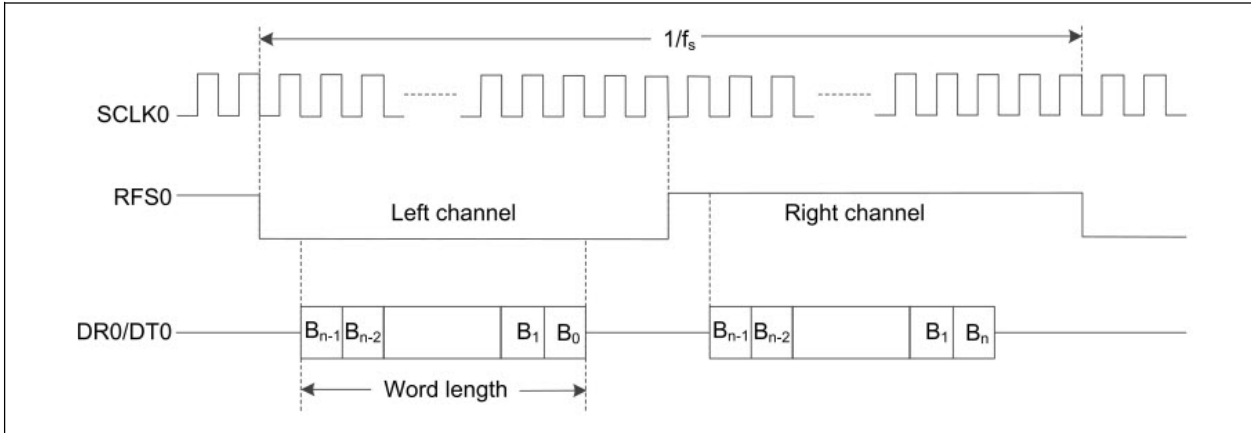 1/fₛ
SCLK0
RFS0
Left channel
Right channel
DR0/DT0
Bₙ₋₁ Bₙ₋₂ B₁ B₀ Bₙ₋₁ Bₙ₋₂ B₁ Bₙ
Word length